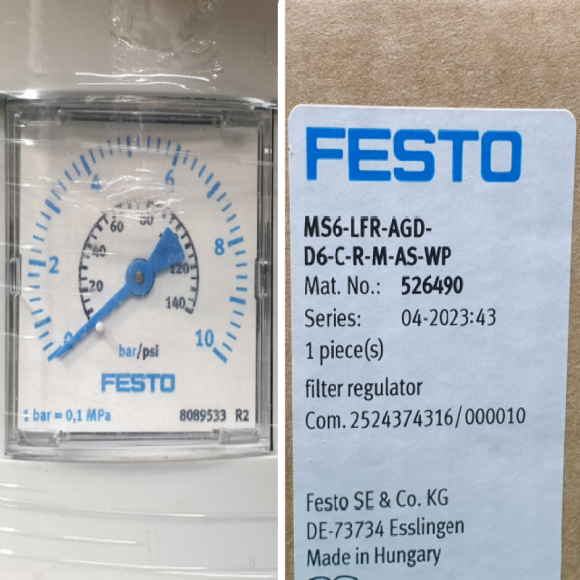 4
6
60
80
40
2
8
120
20
140
0
10
bar/psi
FESTO
1 bar = 0,1 MPa
8089533 R2
FESTO
MS6-LFR-AGD-
D6-C-R-M-AS-WP
Mat. No.: 526490
Series: 04-2023:43
1 piece(s)
filter regulator
Com. 2524374316/000010
Festo SE & Co. KG
DE-73734 Esslingen
Made in Hungary